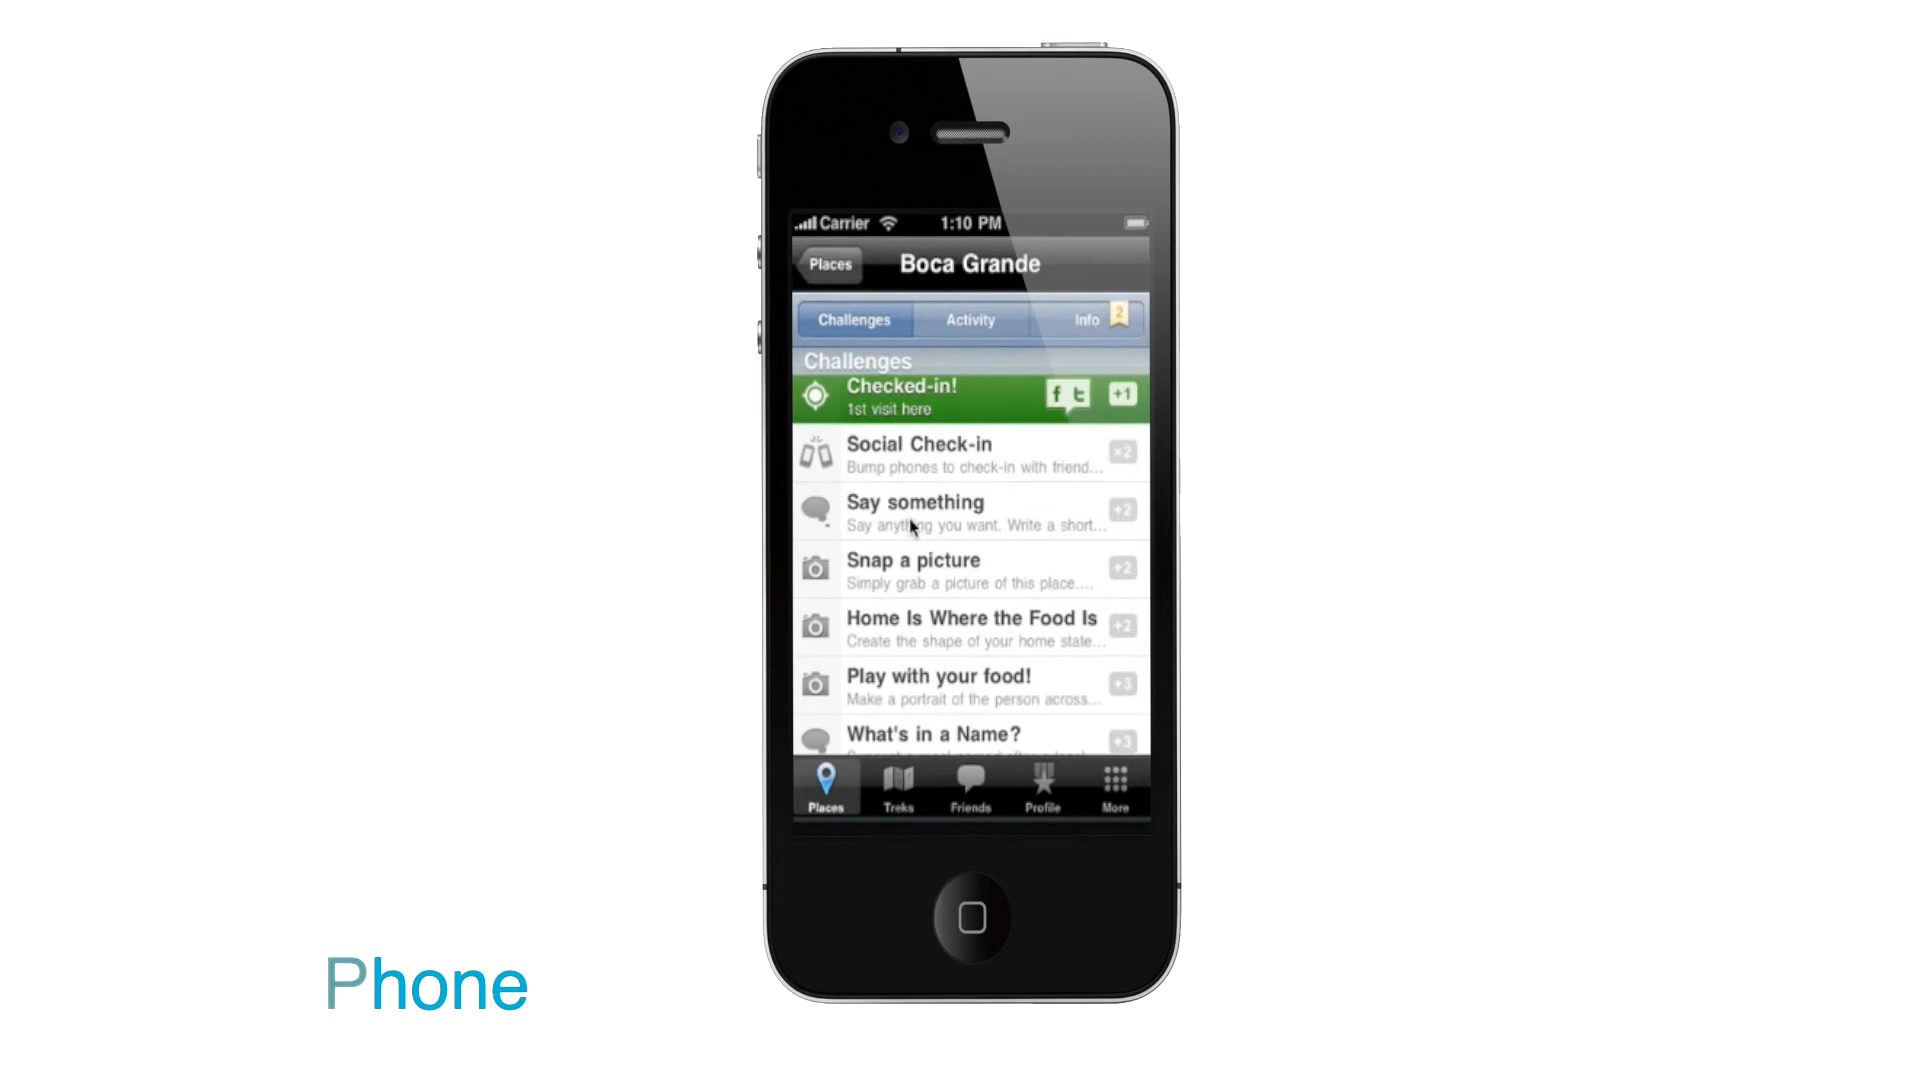 Carrier 1:10 PM
Places Boca Grande
Challenges Activity Info 2
Challenges
Checked-in! f t +1
1st visit here
Social Check-in x2
Bump phones to check-in with friend...
Say something +2
Say anything you want. Write a short...
Snap a picture +2
Simply grab a picture of this place....
Home Is Where the Food Is +2
Create the shape of your home state...
Play with your food! +3
Make a portrait of the person across...
What's in a Name? +3
Places Treks Friends Profile More
Phone